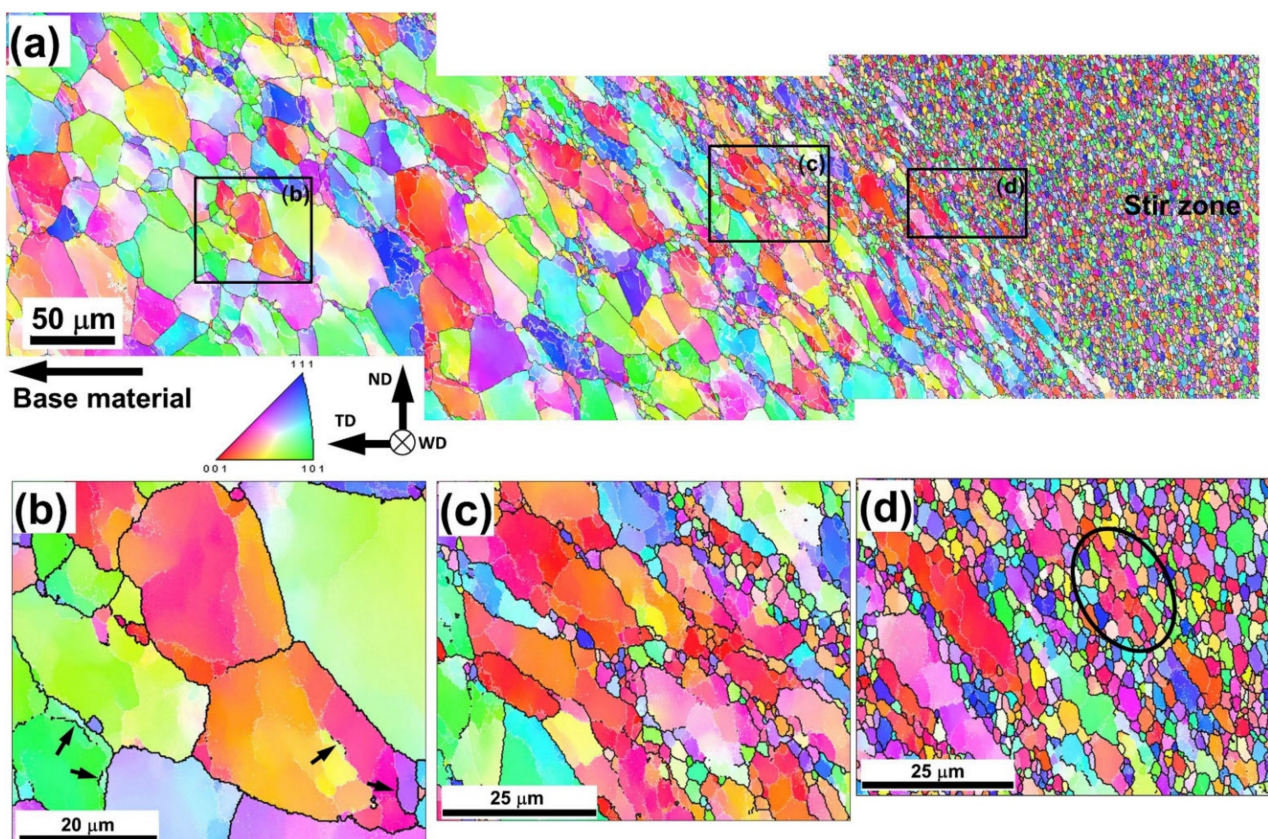 (a)
(b)
(c)
(d)
Stir zone
50 μm
Base material
111
001
101
ND
TD
WD
(b)
(c)
(d)
20 μm
25 μm
25 μm